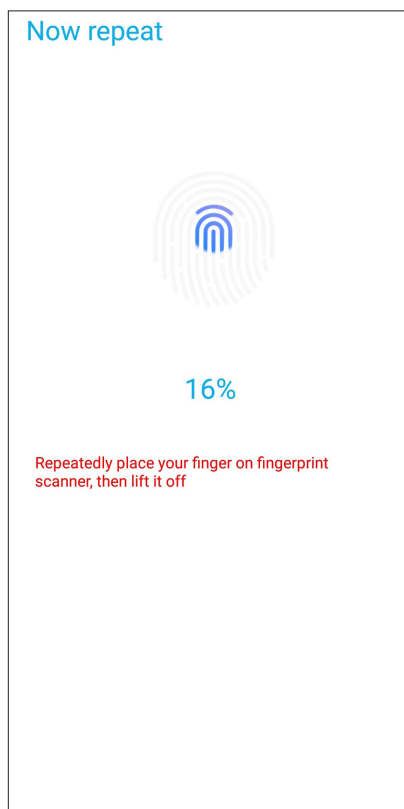 Now repeat
16%
Repeatedly place your finger on fingerprint
scanner, then lift it off